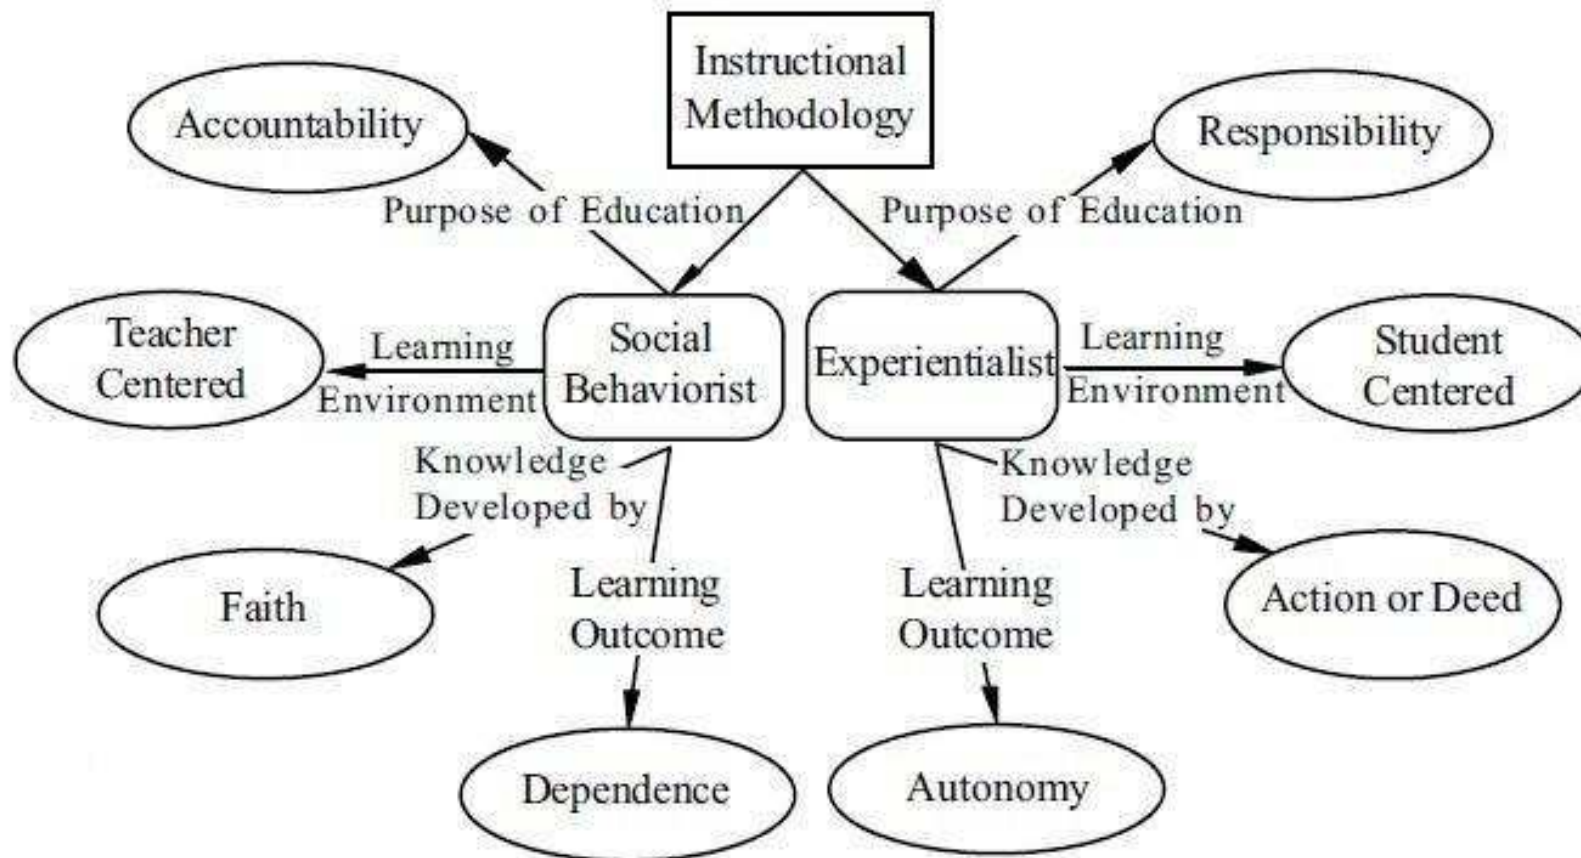 Instructional
Methodology
Accountability
Responsibility
Purpose of Education
Purpose of Education
Teacher
Centered
Learning
Environment
Social
Behaviorist
Experientialist
Learning
Environment
Student
Centered
Knowledge
Developed by
Knowledge
Developed by
Faith
Learning
Outcome
Learning
Outcome
Action or Deed
Dependence
Autonomy